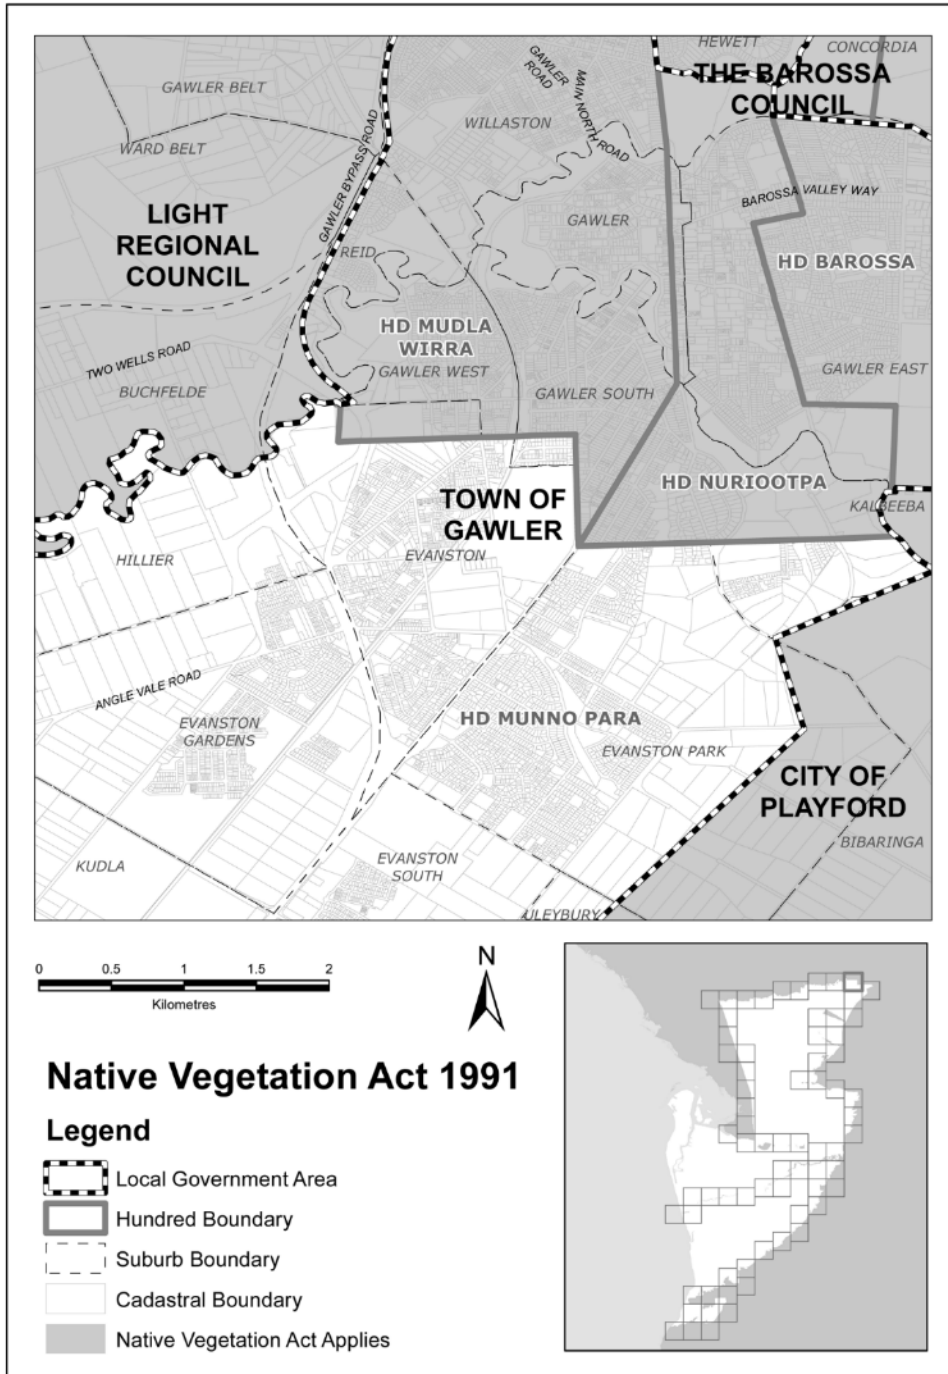 HEWETT
CONCORDIA
GAWLER
ROAD
THE BAROSSA
COUNCIL
GAWLER BELT
MAIN NORTH ROAD
WILLASTON
WARD BELT
GAWLER BYPASS ROAD
BAROSSA VALLEY WAY
LIGHT
REGIONAL
COUNCIL
GAWLER
REID
HD BAROSSA
HD MUDLA
WIRRA
TWO WELLS ROAD
GAWLER WEST
GAWLER EAST
BUCHFELDE
GAWLER SOUTH
HD NURIOOTPA
TOWN OF
GAWLER
KALBEEBA
HILLIER
EVANSTON
ANGLE VALE ROAD
EVANSTON
GARDENS
HD MUNNO PARA
EVANSTON PARK
CITY OF
PLAYFORD
BIBARINGA
KUDLA
EVANSTON
SOUTH
ULEYBURY
0 0.5 1 1.5 2
Kilometres
N
Native Vegetation Act 1991
Legend
Local Government Area
Hundred Boundary
Suburb Boundary
Cadastral Boundary
Native Vegetation Act Applies